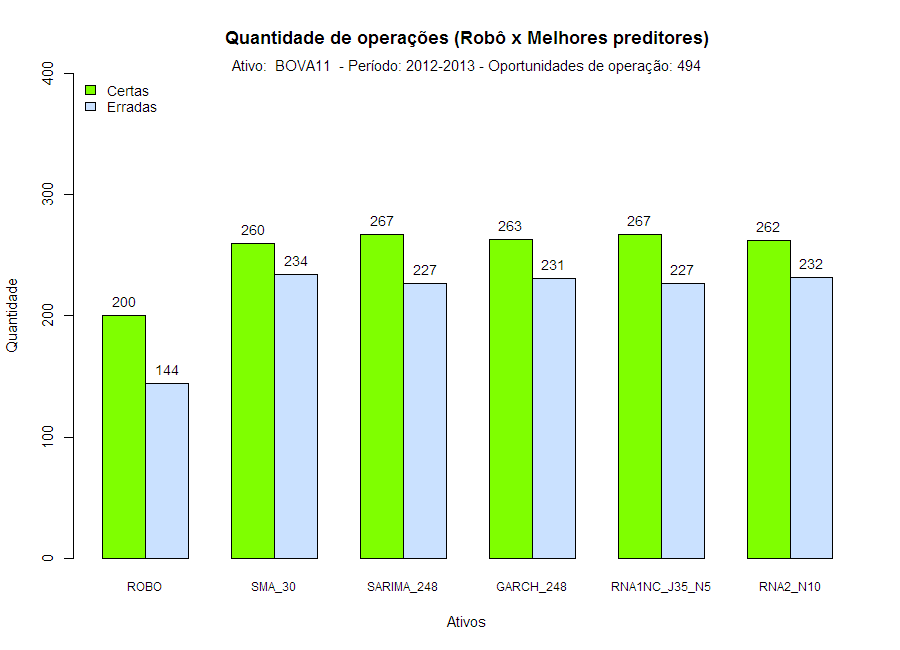 Quantidade de operações (Robô x Melhores preditores)
Ativo:  BOVA11  - Período: 2012-2013 - Oportunidades de operação: 494
Certas
Erradas
Quantidade
400
300
200
100
0
200
144
260
234
267
227
263
231
267
227
262
232
ROBO
SMA_30
SARIMA_248
GARCH_248
RNA1NC_J35_N5
RNA2_N10
Ativos